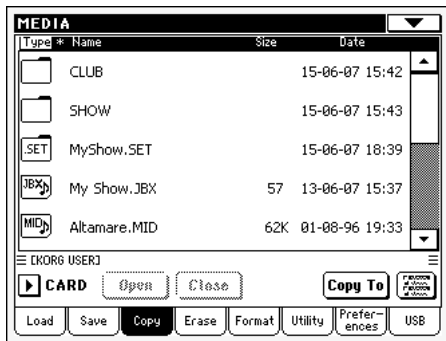 MEDIA
Type * Name Size Date
CLUB 15-06-07 15:42
SHOW 15-06-07 15:43
.SET MyShow.SET 15-06-07 18:39
JBX My Show.JBX 57 13-06-07 15:37
MID Altamare.MID 62K 01-08-96 19:33
[KORG USER]
CARD Open Close Copy To
Load Save Copy Erase Format Utility Prefer-ences USB